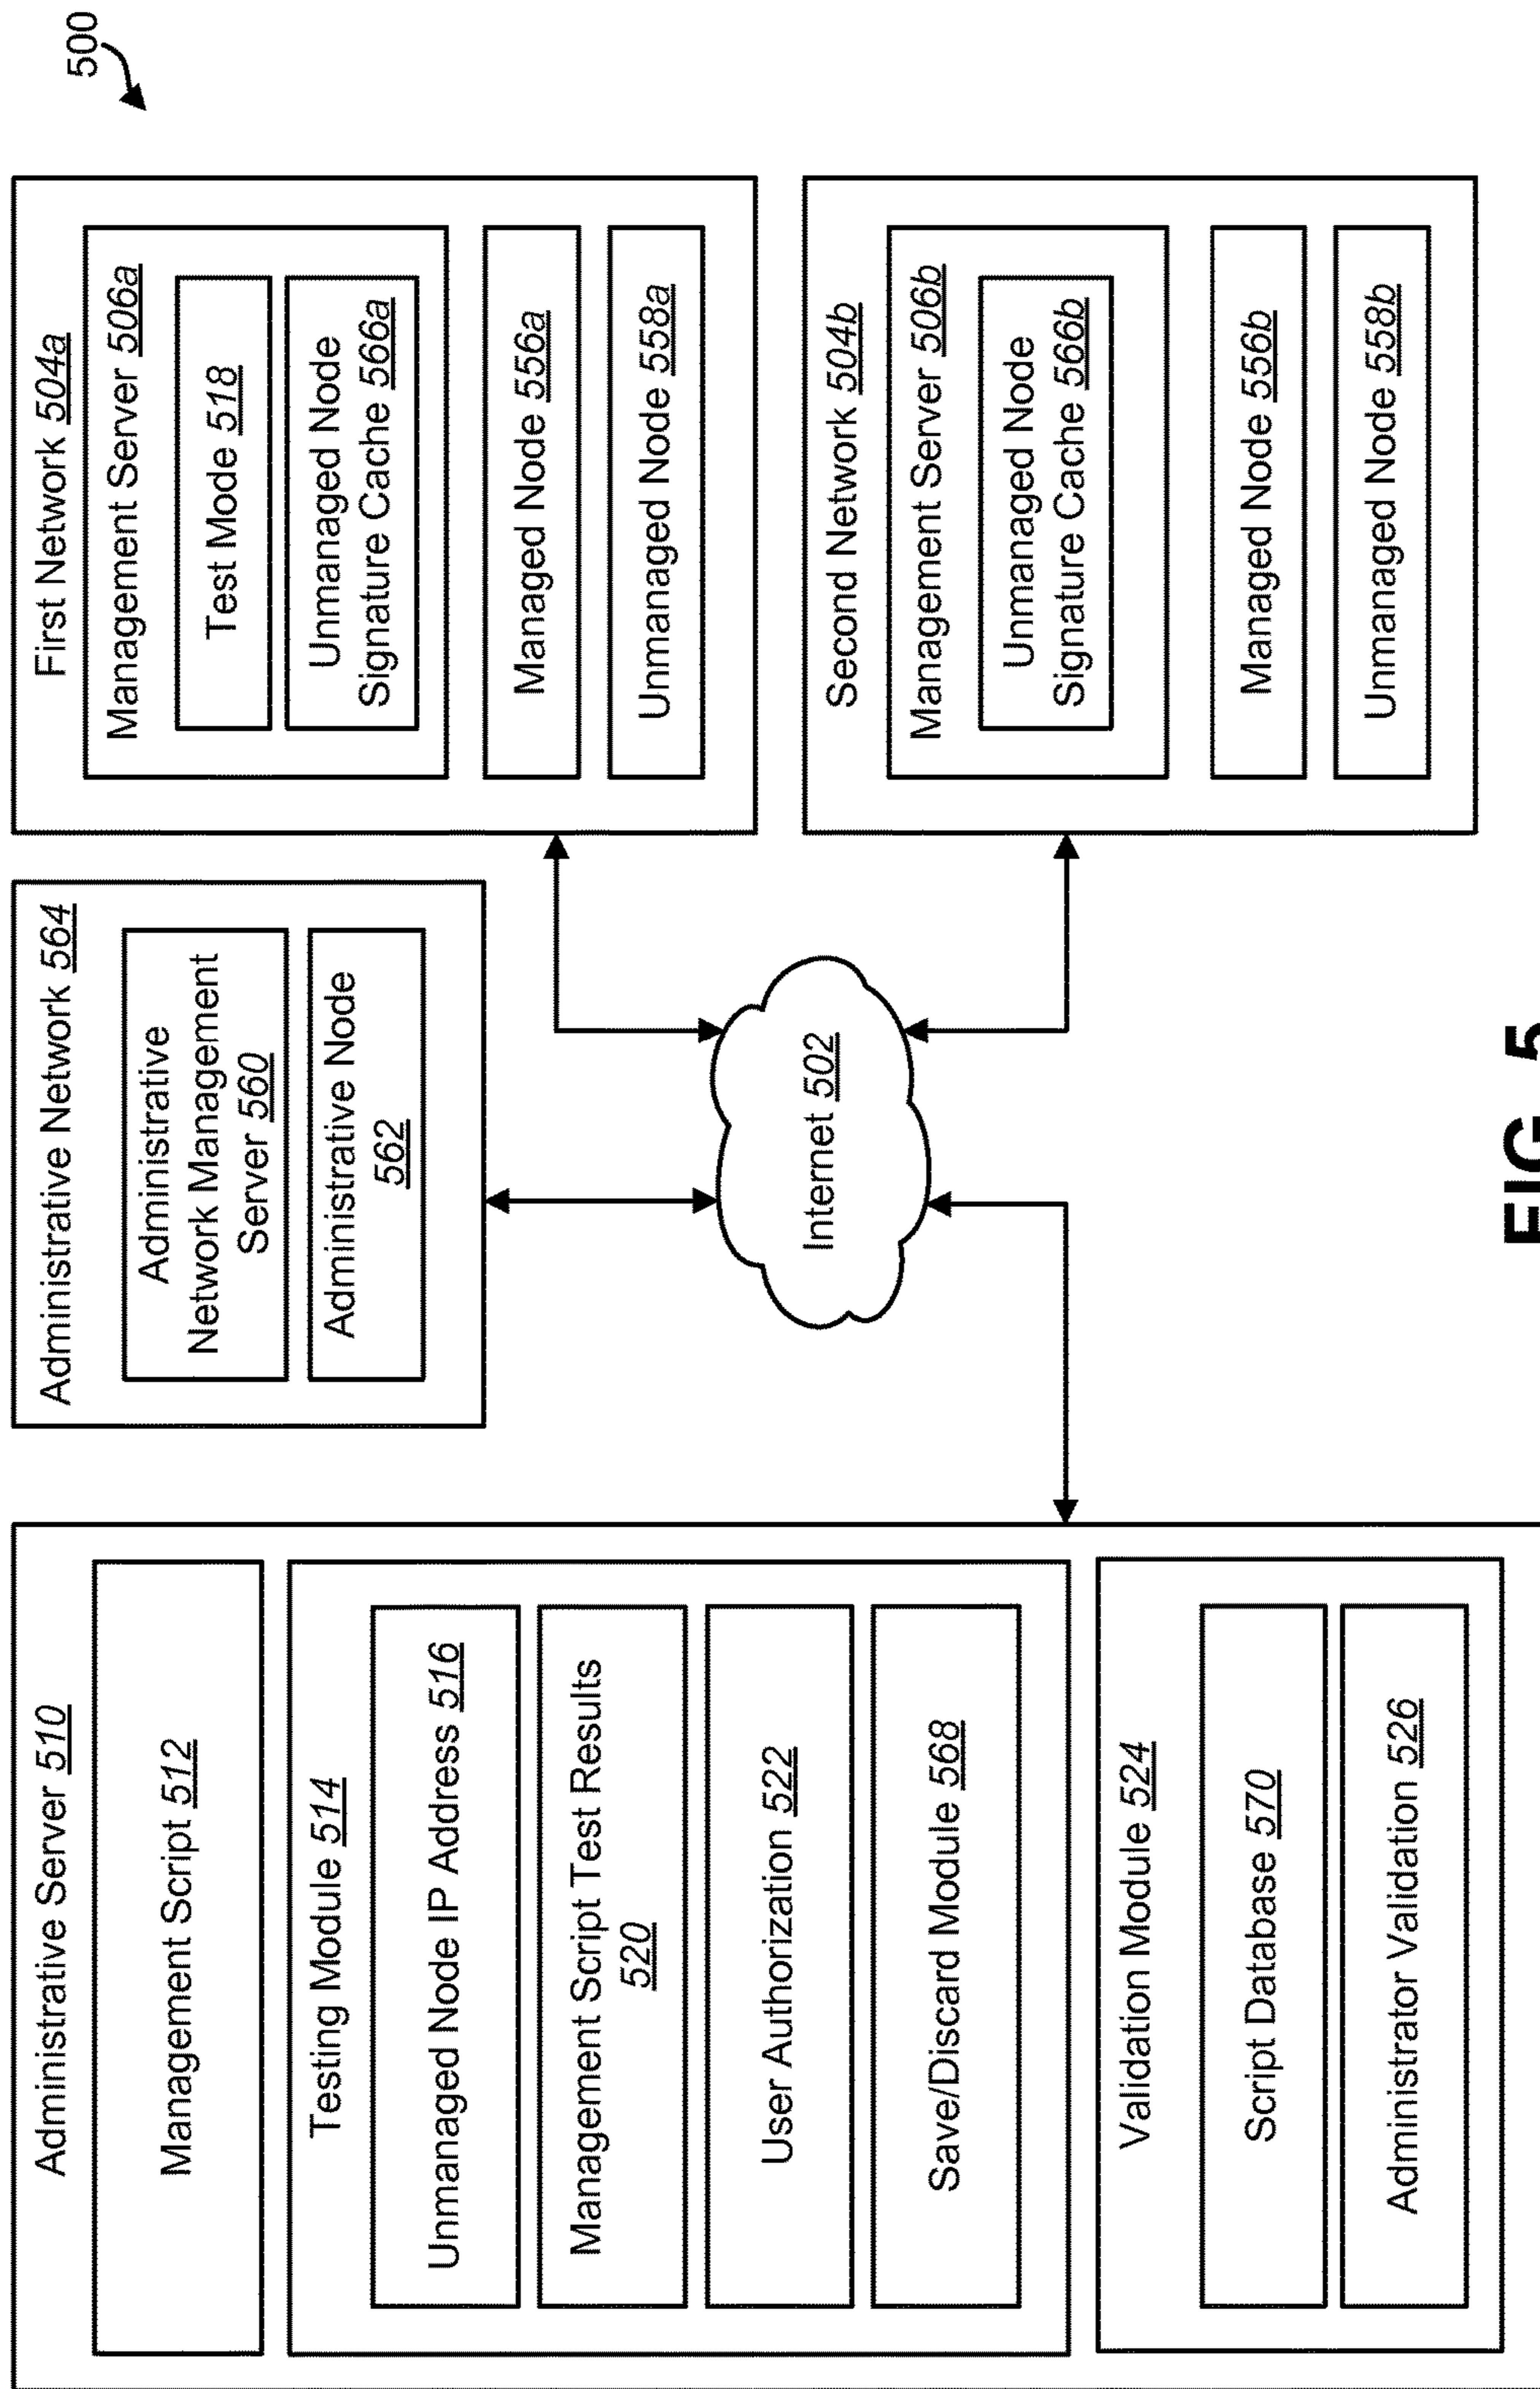 500
Administrative Server 510
Management Script 512
Testing Module 514
Unmanaged Node IP Address 516
Management Script Test Results
520
User Authorization 522
Save/Discard Module 568
Validation Module 524
Script Database 570
Administrator Validation 526
Administrative Network 564
Administrative
Network Management
Server 560
Administrative Node
562
Internet 502
First Network 504a
Management Server 506a
Test Mode 518
Unmanaged Node
Signature Cache 566a
Managed Node 556a
Unmanaged Node 558a
Second Network 504b
Management Server 506b
Unmanaged Node
Signature Cache 566b
Managed Node 556b
Unmanaged Node 558b
FIG. 5